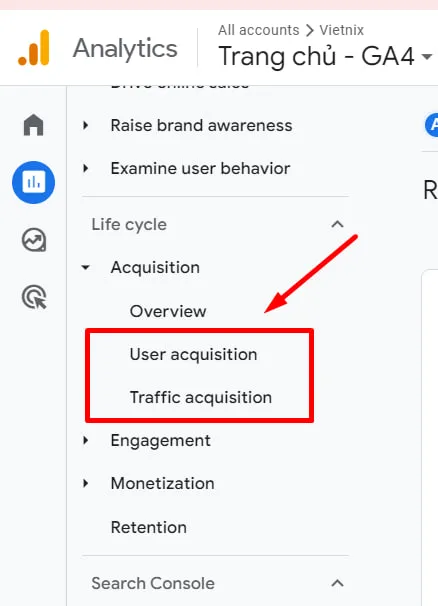 Analytics
All accounts > Vietnix
Trang chủ - GA4
Drive online sales
Raise brand awareness
Examine user behavior
Life cycle
Acquisition
Overview
User acquisition
Traffic acquisition
Engagement
Monetization
Retention
Search Console